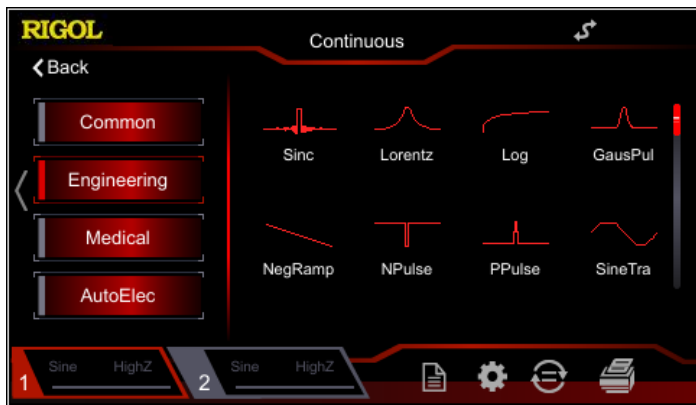 RIGOL
Continuous
Back
Common
Engineering
Medical
AutoElec
Sinc
Lorentz
Log
GausPul
NegRamp
NPulse
PPulse
SineTra
1
Sine
HighZ
2
Sine
HighZ